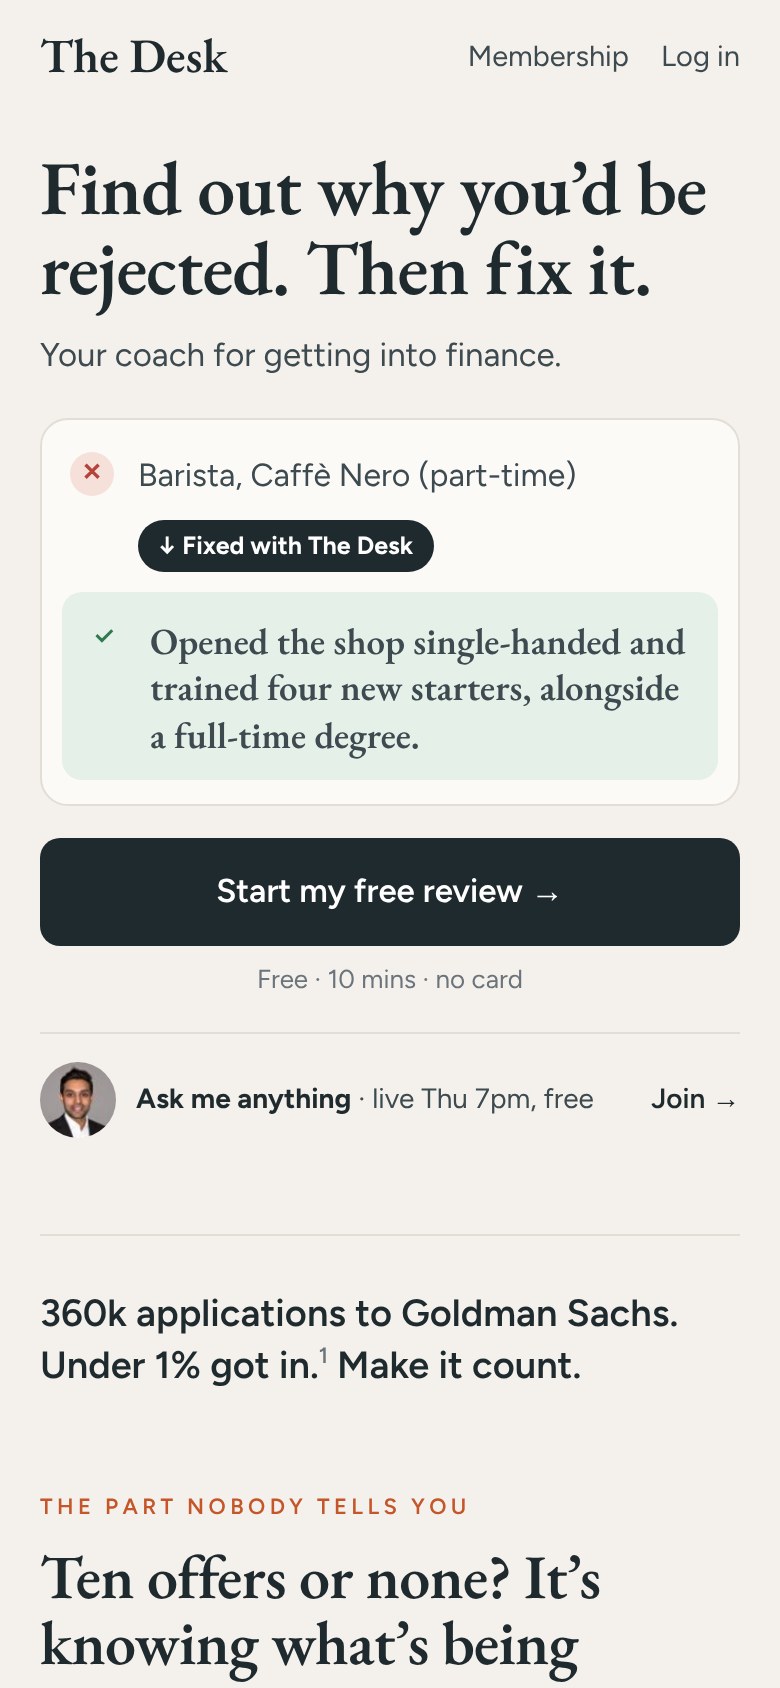 The Desk
Membership Log in
Find out why you’d be
rejected. Then fix it.
Your coach for getting into finance.
✕ Barista, Caffè Nero (part-time)
↓ Fixed with The Desk
✓ Opened the shop single-handed and
trained four new starters, alongside
a full-time degree.
Start my free review →
Free · 10 mins · no card
Ask me anything · live Thu 7pm, free Join →
360k applications to Goldman Sachs.
Under 1% got in.¹ Make it count.
THE PART NOBODY TELLS YOU
Ten offers or none? It’s
knowing what’s being